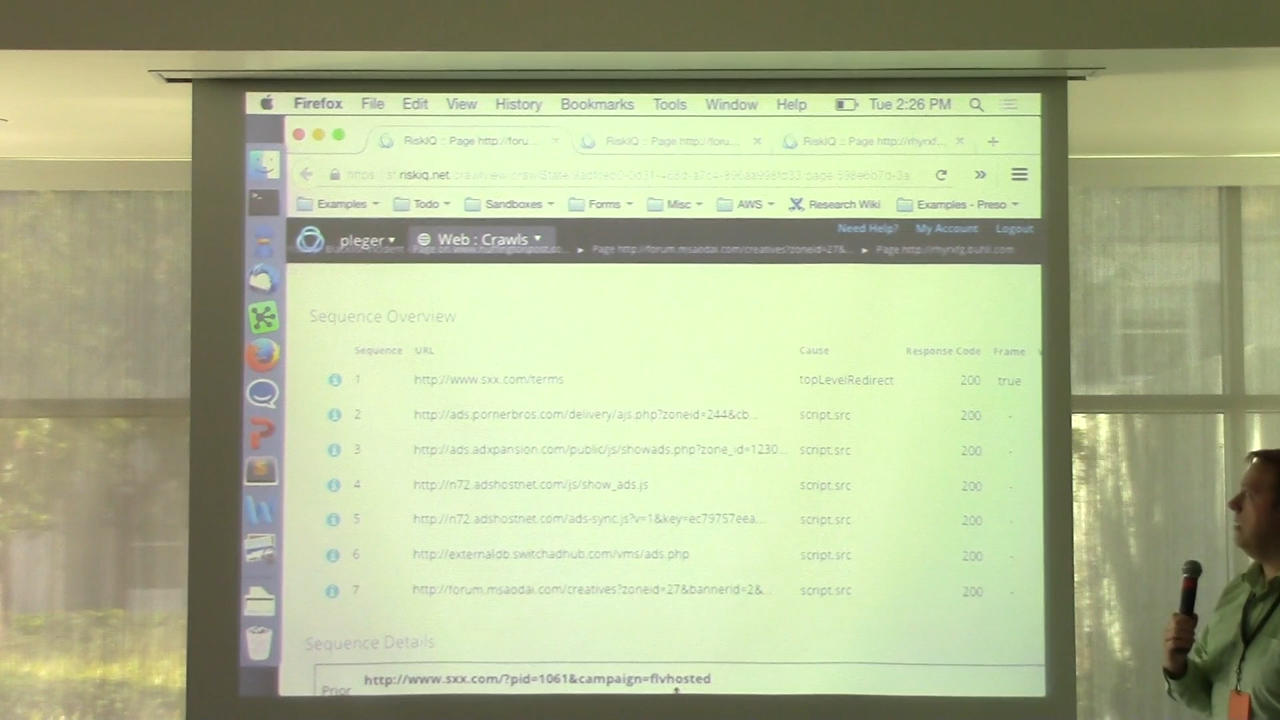 Firefox File Edit View History Bookmarks Tools Window Help Tue 2:26 PM
RiskIQ :: Page http://foru... × RiskIQ :: Page http://foru... × RiskIQ :: Page http://rhyrxf... × +
riskiq.net
Examples Todo Sandboxes Forms Misc AWS Research Wiki Examples - Preso
pleger Web : Crawls Need Help? My Account Logout
Page http://forum.msaodai.com/creatives?zoneid=27&... Page http://rhyrxfg.buhli.com
Sequence Overview
Sequence URL Cause Response Code Frame
1 http://www.sxx.com/terms topLevelRedirect 200 true
2 http://ads.pornerbros.com/delivery/ajs.php?zoneid=244&cb... script.src 200 -
3 http://ads.adxpansion.com/public/js/showads.php?zone_id=1230... script.src 200 -
4 http://n72.adshostnet.com/js/show_ads.js script.src 200 -
5 http://n72.adshostnet.com/ads-sync.js?v=1&key=ec79757eea... script.src 200 -
6 http://externaldb.switchadhub.com/vms/ads.php script.src 200 -
7 http://forum.msaodai.com/creatives?zoneid=27&bannerid=2&... script.src 200 -
Sequence Details
Prior http://www.sxx.com/?pid=1061&campaign=flvhosted